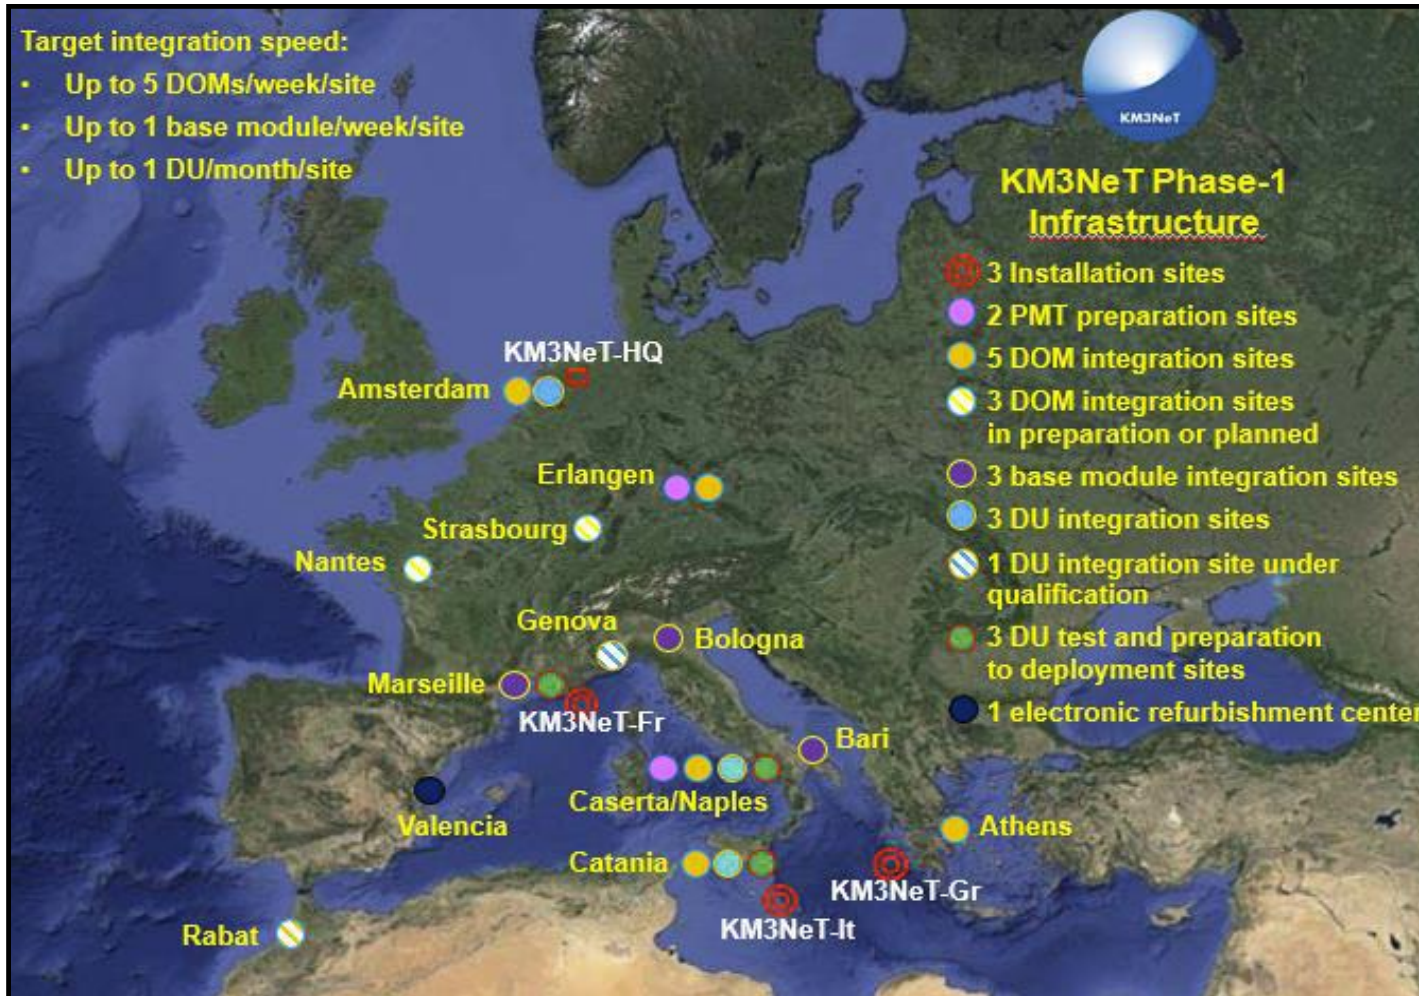 Target integration speed:
• Up to 5 DOMs/week/site
• Up to 1 base module/week/site
• Up to 1 DU/month/site
KM3NeT
KM3NeT Phase-1
Infrastructure
3 Installation sites
2 PMT preparation sites
5 DOM integration sites
3 DOM integration sites
in preparation or planned
3 base module integration sites
3 DU integration sites
1 DU integration site under
qualification
3 DU test and preparation
to deployment sites
1 electronic refurbishment center
KM3NeT-HQ
Amsterdam
Erlangen
Strasbourg
Nantes
Genova
Bologna
Marseille
KM3NeT-Fr
Bari
Caserta/Naples
Valencia
Athens
Catania
KM3NeT-Gr
KM3NeT-It
Rabat